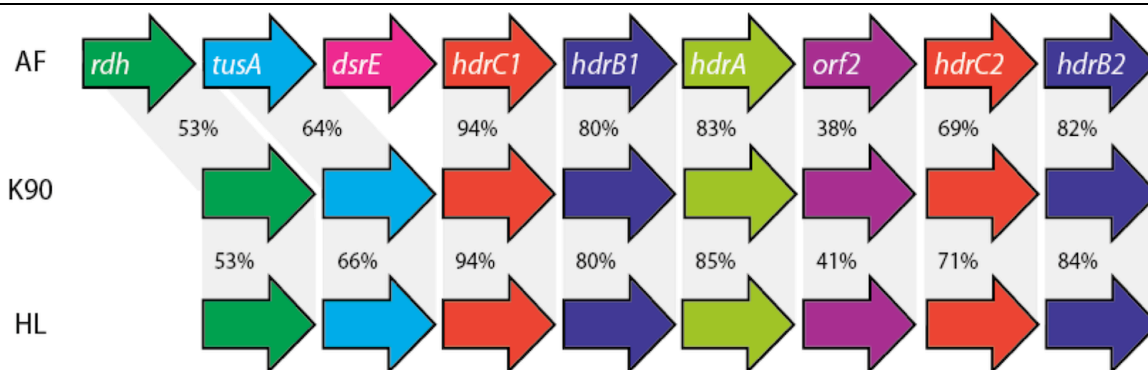 AF rdh tusA dsrE hdrC1 hdrB1 hdrA orf2 hdrC2 hdrB2
53% 64% 94% 80% 83% 38% 69% 82%
K90
53% 66% 94% 80% 85% 41% 71% 84%
HL